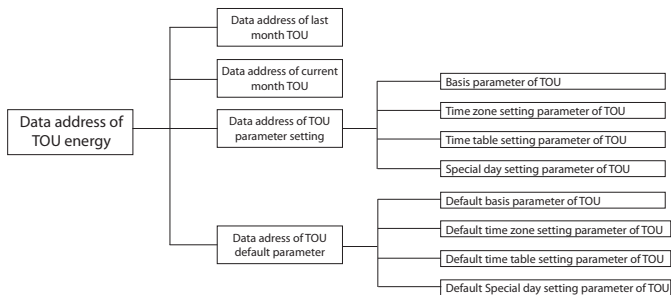 Data address of
TOU energy
Data address of last
month TOU
Data address of current
month TOU
Data address of TOU
parameter setting
Basis parameter of TOU
Time zone setting parameter of TOU
Time table setting parameter of TOU
Special day setting parameter of TOU
Data adress of TOU
default parameter
Default basis parameter of TOU
Default time zone setting parameter of TOU
Default time table setting parameter of TOU
Default Special day setting parameter of TOU